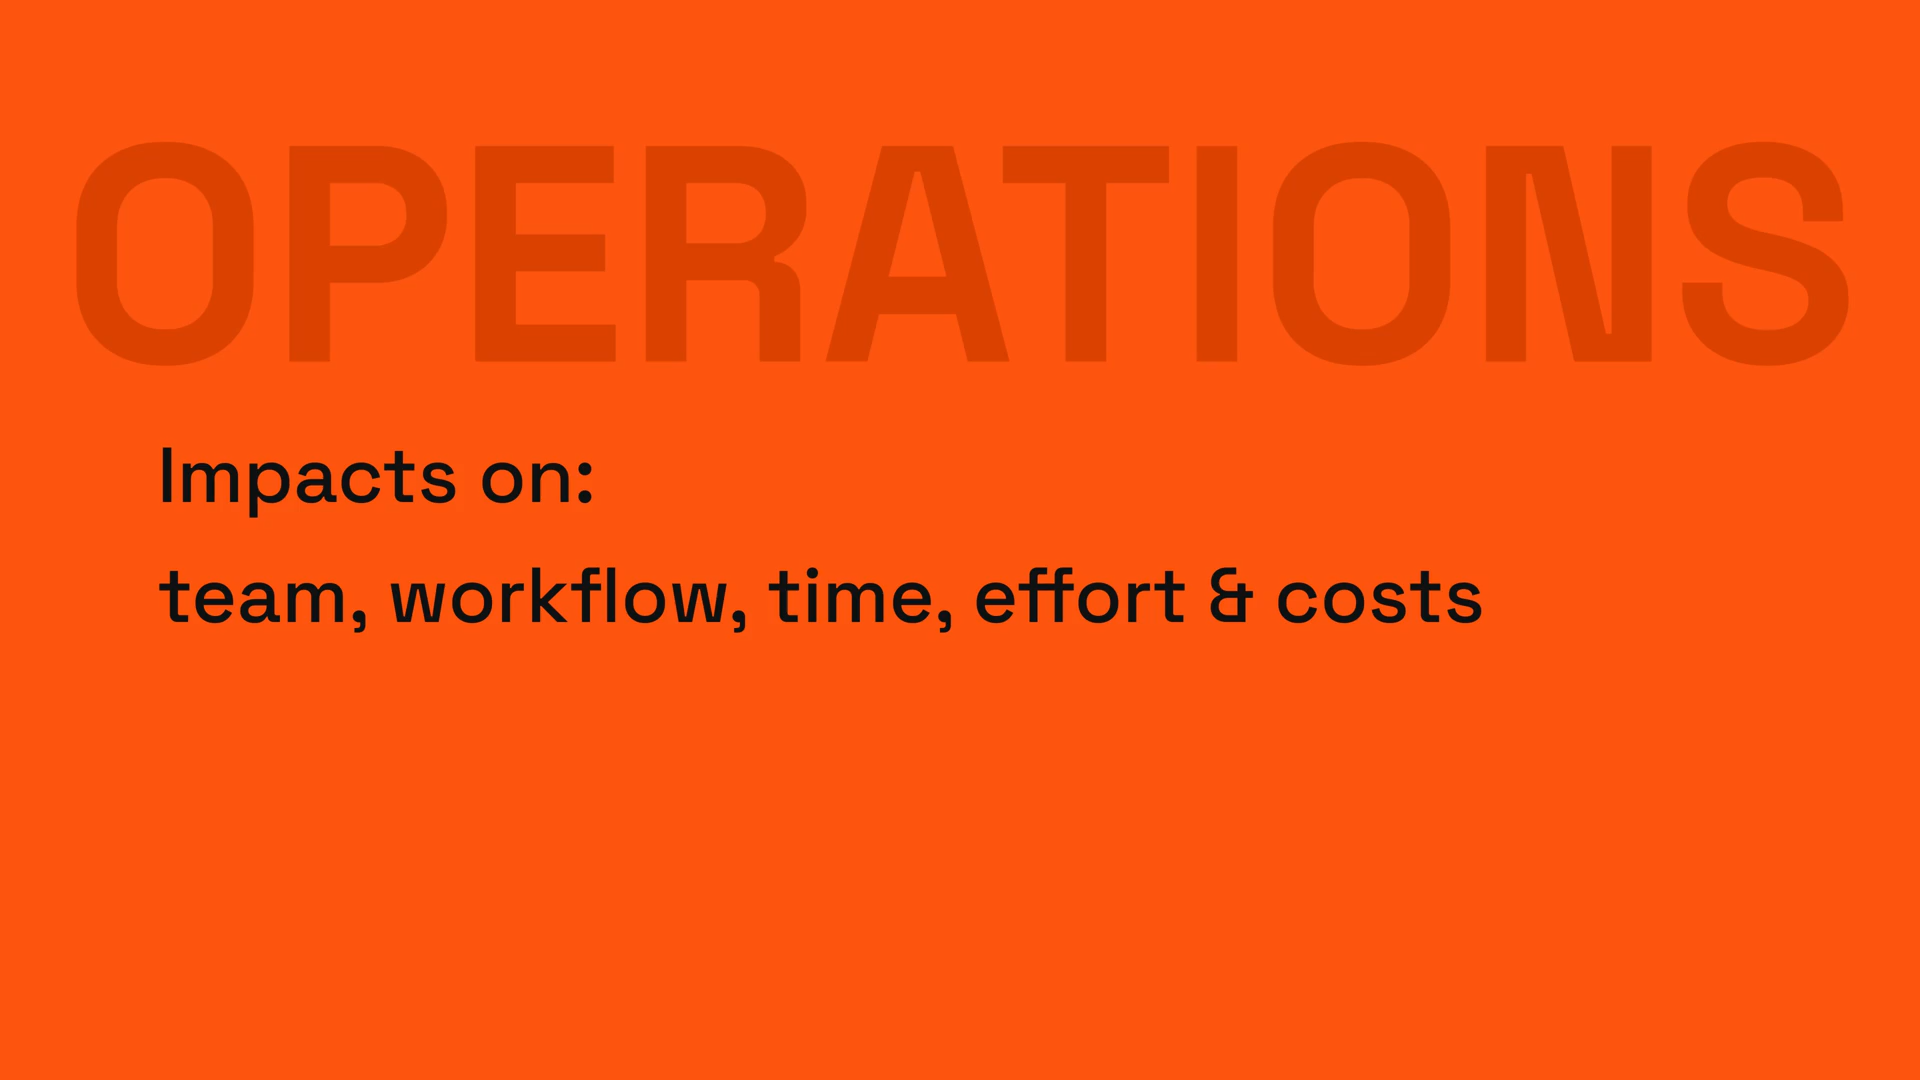 OPERATIONS
Impacts on:
team, workflow, time, effort & costs